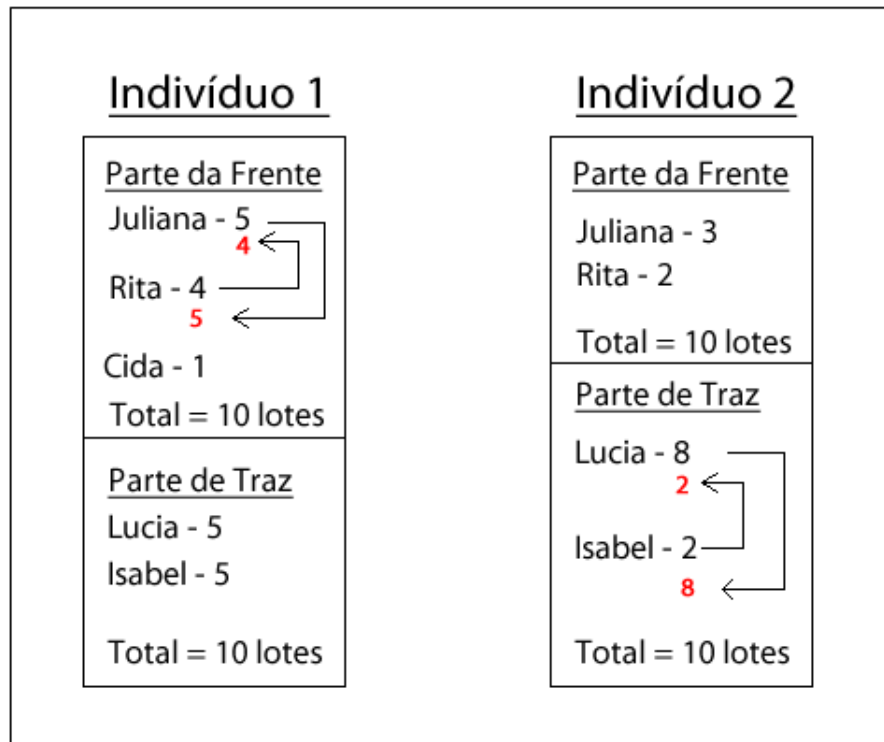 Indivíduo 1
Parte da Frente
Juliana - 5
4
Rita - 4
5
Cida - 1
Total = 10 lotes
Parte de Traz
Lucia - 5
Isabel - 5
Total = 10 lotes
Indivíduo 2
Parte da Frente
Juliana - 3
Rita - 2
Total = 10 lotes
Parte de Traz
Lucia - 8
2
Isabel - 2
8
Total = 10 lotes